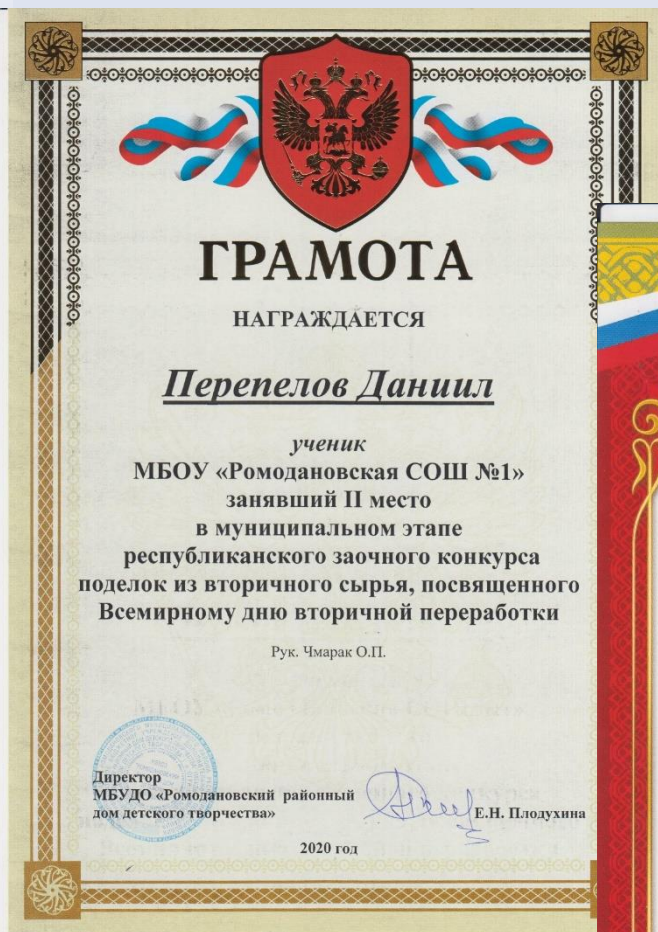 ГРАМОТА
НАГРАЖДАЕТСЯ
Перепелов Даниил
ученик
МБОУ «Ромодановская СОШ №1»
занявший II место
в муниципальном этапе
республиканского заочного конкурса
поделок из вторичного сырья, посвященного
Всемирному дню вторичной переработки
Рук. Чмарак О.П.
Директор
МБУДО «Ромодановский районный
дом детского творчества»
Е.Н. Плодухина
2020 год